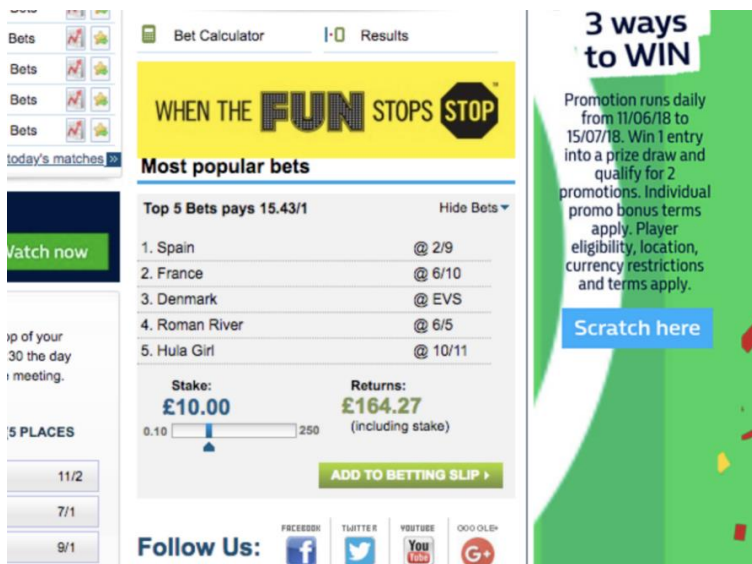 Bets
Bets
Bets
Bets
today's matches »
Watch now
op of your
30 the day
meeting.
5 PLACES
11/2
7/1
9/1
Bet Calculator
Results
WHEN THE FUN STOPS STOP
Most popular bets
Top 5 Bets pays 15.43/1 Hide Bets
1. Spain @ 2/9
2. France @ 6/10
3. Denmark @ EVS
4. Roman River @ 6/5
5. Hula Girl @ 10/11
Stake: Returns:
£10.00 £164.27
0.10 250 (including stake)
ADD TO BETTING SLIP
FACEBOOK TWITTER YOUTUBE
Follow Us: f You Tube G+
3 ways
to WIN
Promotion runs daily
from 11/06/18 to
15/07/18. Win 1 entry
into a prize draw and
qualify for 2
promotions. Individual
promo bonus terms
apply. Player
eligibility, location,
currency restrictions
and terms apply.
Scratch here